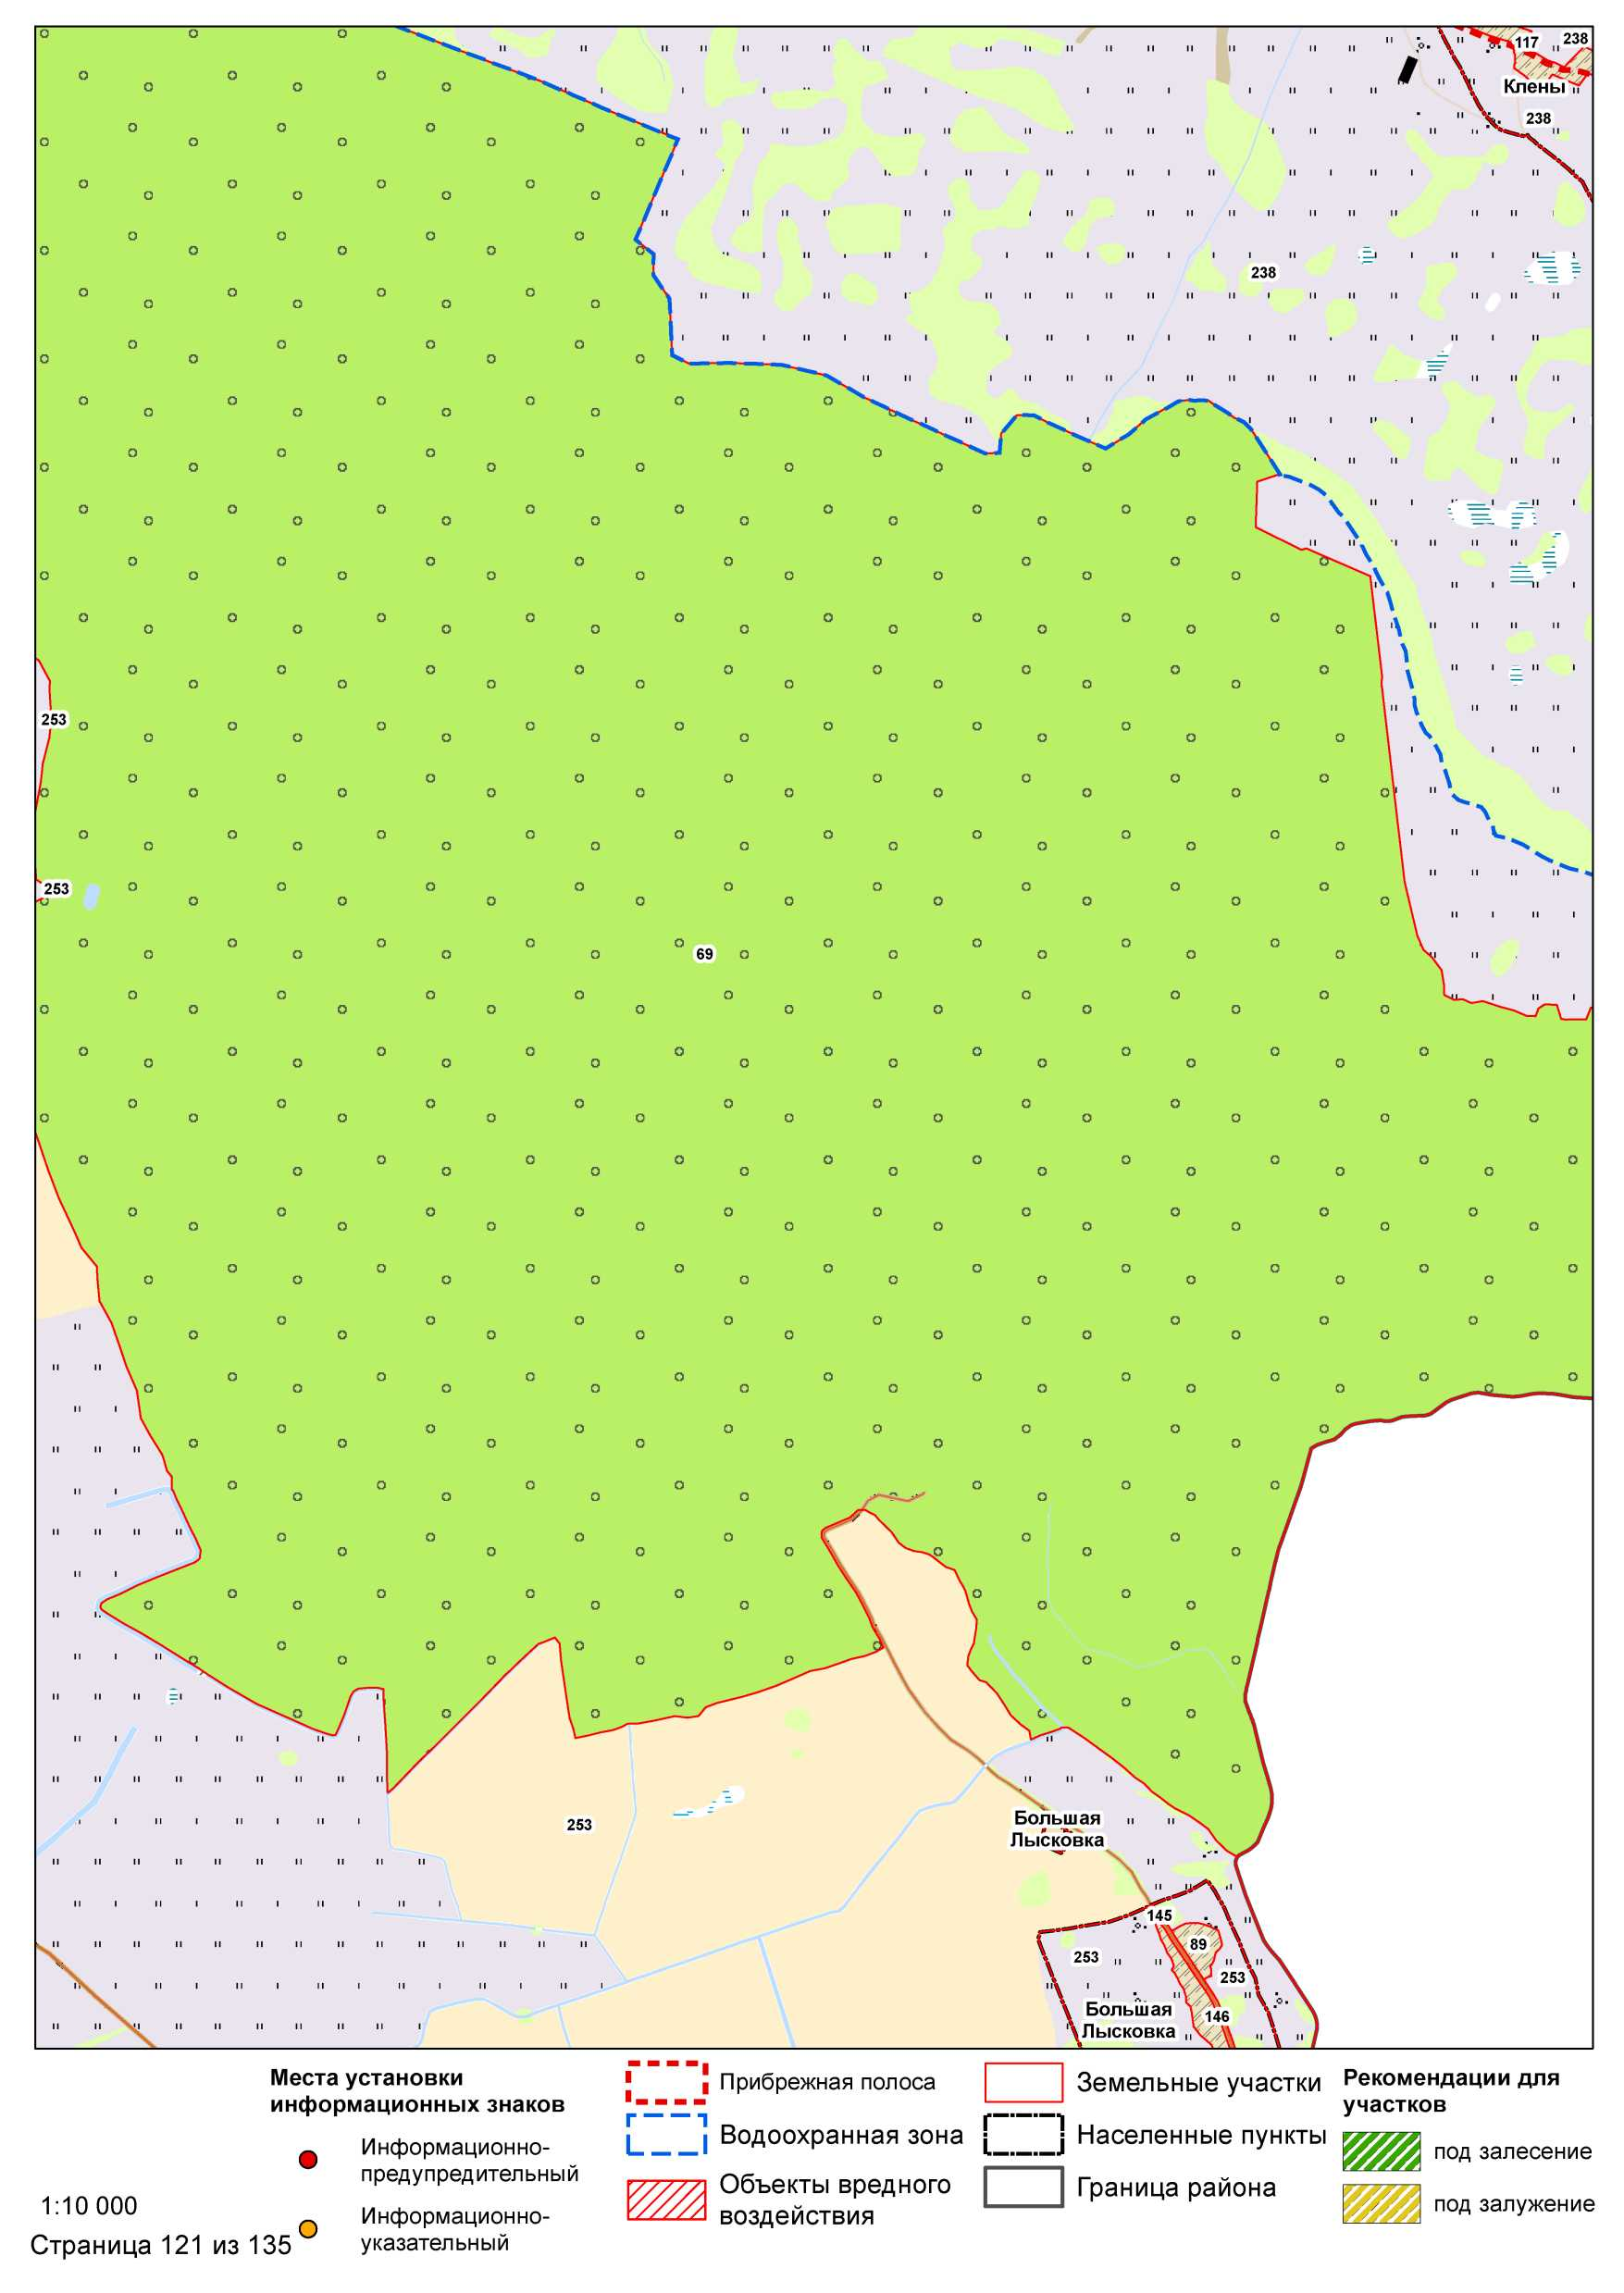 117
238
Клены
238
238
253
253
69
253
Большая
Лысковка
145
89
253
253
146
Большая
Лысковка
Места установки
информационных знаков
Информационно-
предупредительный
Информационно-
указательный
1:10 000
Страница 121 из 135
Прибрежная полоса
Водоохранная зона
Объекты вредного
воздействия
Земельные участки
Населенные пункты
Граница района
Рекомендации для
участков
под залесение
под залужение